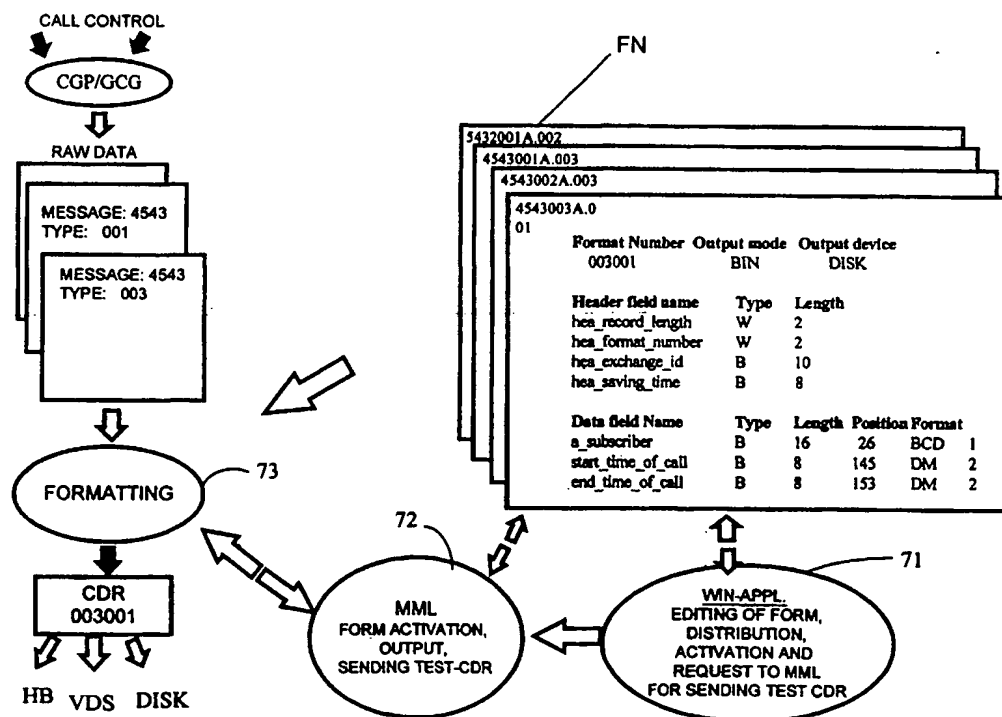 CALL CONTROL
CGP/GCG
RAW DATA
MESSAGE: 4543
TYPE: 001
MESSAGE: 4543
TYPE: 003
FORMATTING
73
CDR
003001
HB VDS DISK
FN
5432001A.002
4543001A.003
4543002A.003
4543003A.0
01
Format Number Output mode Output device
003001 BIN DISK
Header field name Type Length
hea_record_length W 2
hea_format_number W 2
hea_exchange_id B 10
hea_saving_time B 8
Data field Name Type Length Position Format
a_subscriber B 16 26 BCD 1
start_time_of_call B 8 145 DM 2
end_time_of_call B 8 153 DM 2
72
MML
FORM ACTIVATION,
OUTPUT,
SENDING TEST-CDR
71
WIN-APPL.
EDITING OF FORM,
DISTRIBUTION,
ACTIVATION AND
REQUEST TO MML
FOR SENDING TEST CDR